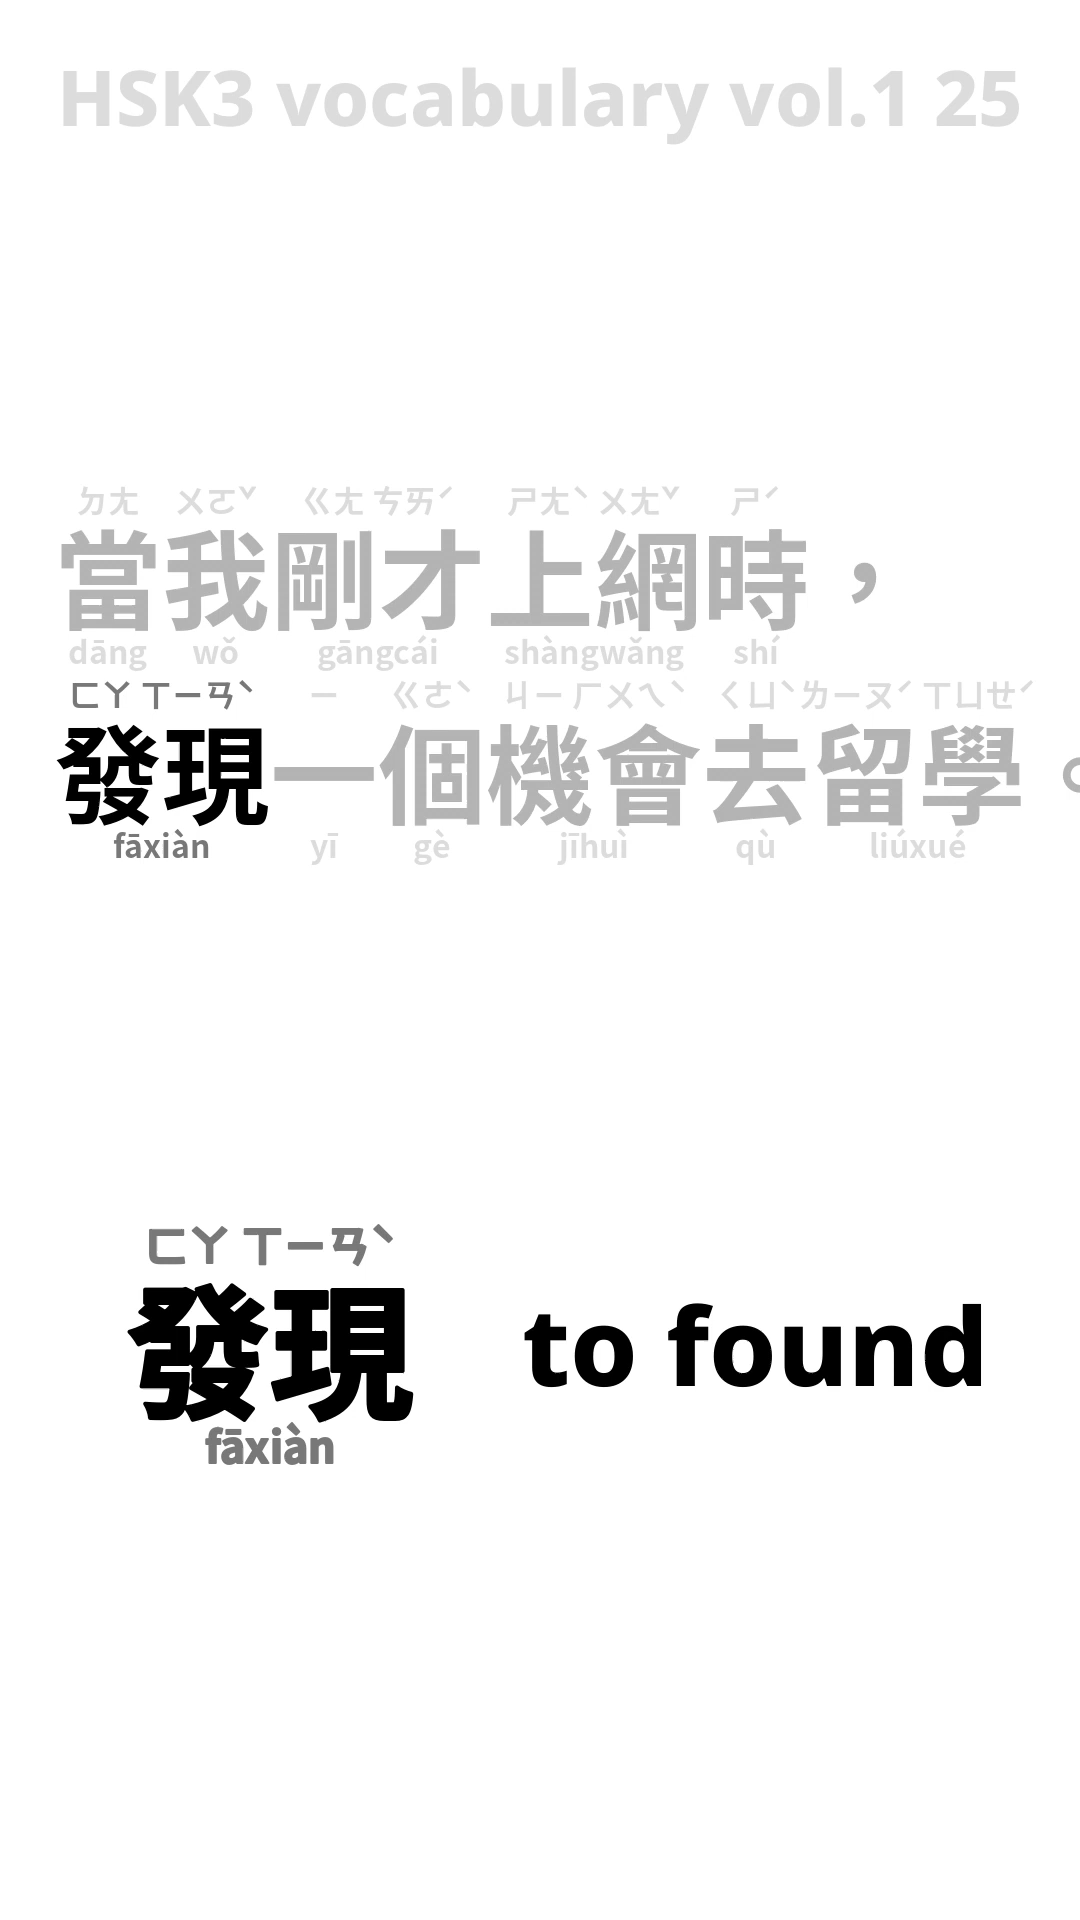 HSK3 vocabulary vol.1 25
ㄉㄤ ㄨㄛˇ ㄍㄤ ㄘㄞˊ ㄕㄤˋ ㄨㄤˇ ㄕˊ
當我剛才上網時，
dāng wǒ gāngcái shàngwǎng shí
ㄈㄚ ㄒㄧㄢˋ ㄧ ㄍㄜˋ ㄐㄧ ㄏㄨㄟˋ ㄑㄩˋ ㄌㄧㄡˊ ㄒㄩㄝˊ
發現一個機會去留學。
fāxiàn yī gè jīhuì qù liúxué
ㄈㄚ ㄒㄧㄢˋ
發現 to found
fāxiàn